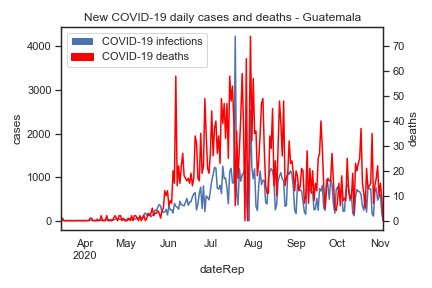 New COVID-19 daily cases and deaths - Guatemala
COVID-19 infections
COVID-19 deaths
4000
3000
2000
1000
0
cases
70
60
50
40
30
20
10
0
deaths
Apr May Jun Jul Aug Sep Oct Nov
2020
dateRep